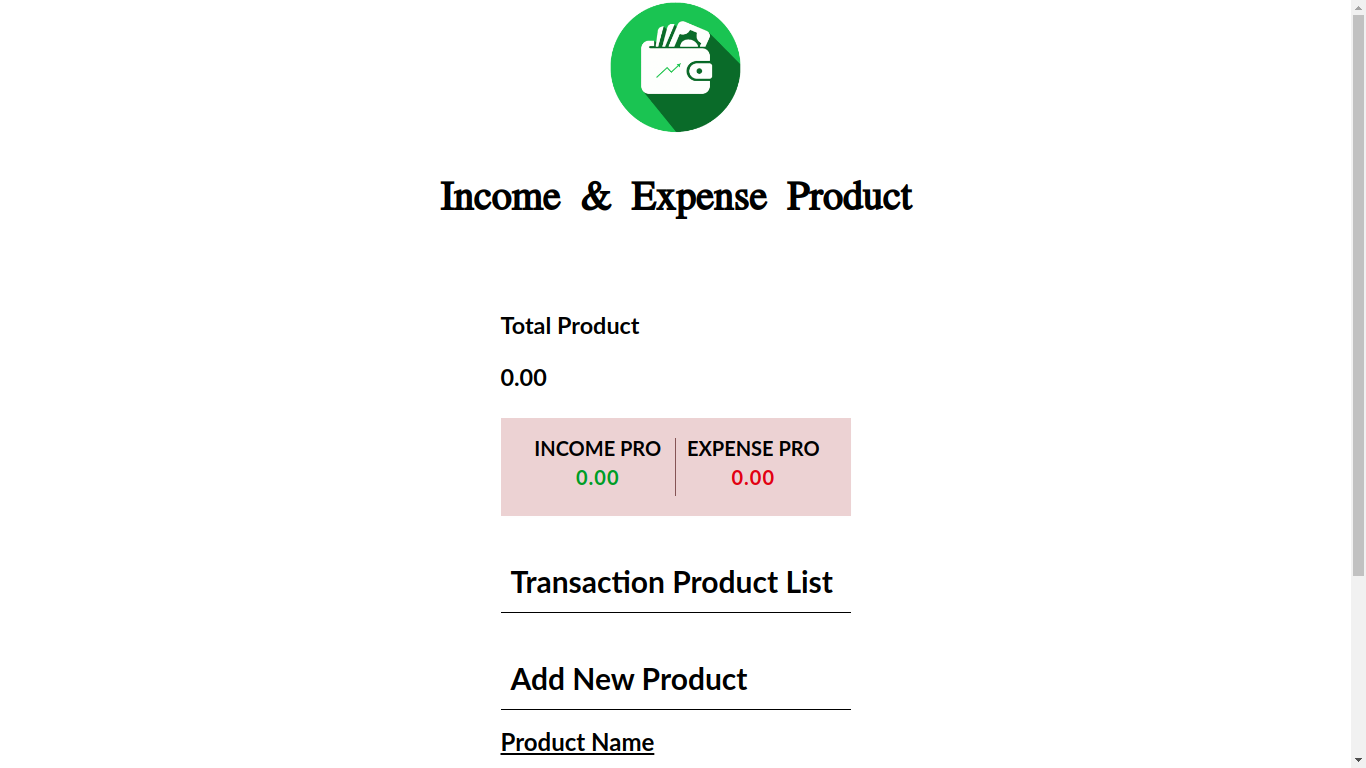 Income & Expense Product
Total Product
0.00
INCOME PRO EXPENSE PRO
0.00 0.00
Transaction Product List
Add New Product
Product Name